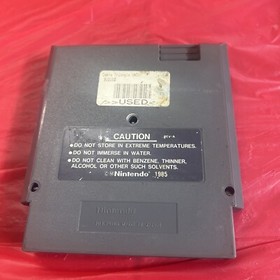 USED
CAUTION
•DO NOT STORE IN EXTREME TEMPERATURES.
•DO NOT IMMERSE IN WATER.
•DO NOT CLEAN WITH BENZENE, THINNER,
ALCOHOL OR OTHER SUCH SOLVENTS.
Nintendo 1985
Nintendo